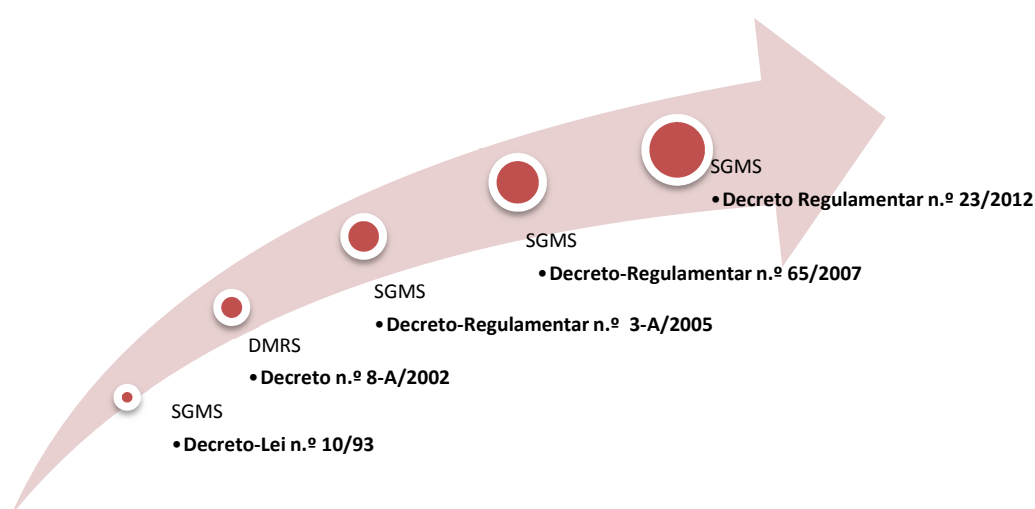 SGMS
•Decreto Regulamentar n.º 23/2012
SGMS
•Decreto-Regulamentar n.º 65/2007
SGMS
•Decreto-Regulamentar n.º 3-A/2005
DMRS
•Decreto n.º 8-A/2002
SGMS
•Decreto-Lei n.º 10/93